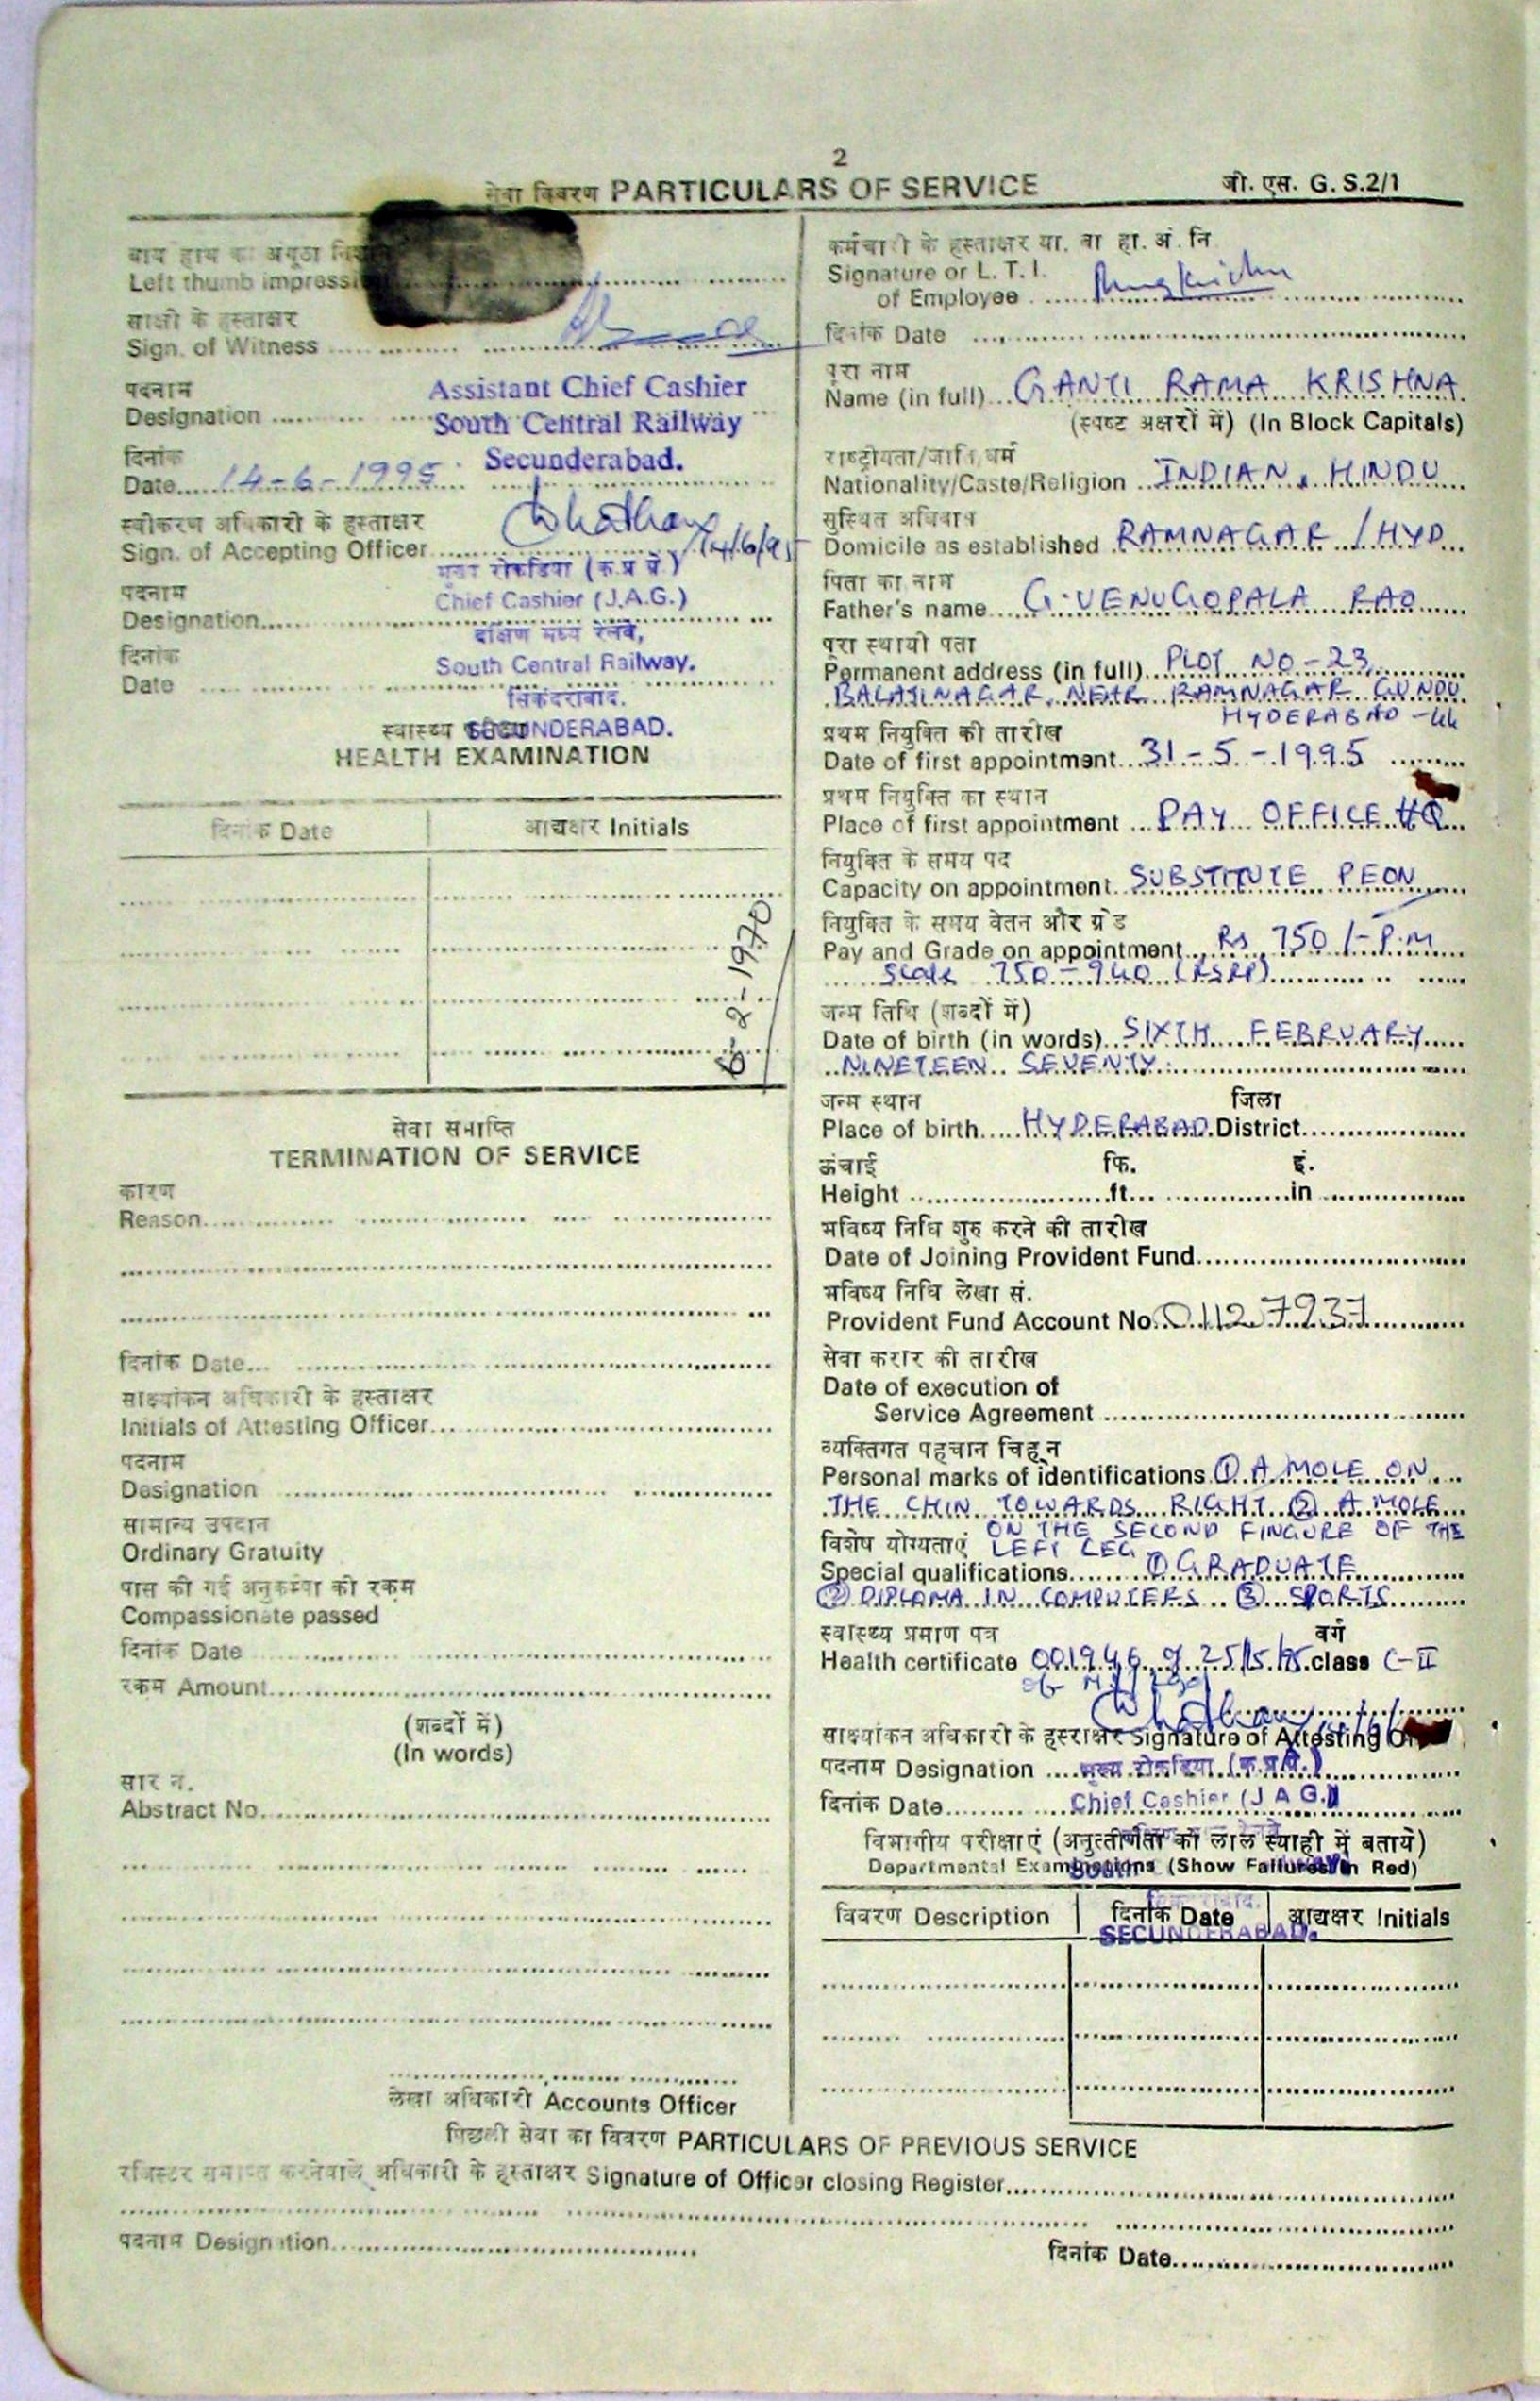 2
सेवा विवरण PARTICULARS OF SERVICE
जी. एस. G. S.2/1
बाय हाथ का अंगूठा
Left thumb impressi
साक्षी के हस्ताक्षर
Sign. of Witness
पदनाम
Designation
Assistant Chief Cashier
South Central Railway
Secunderabad.
दिनांक
Date 14-6-1995
स्वीकरण अधिकारी के हस्ताक्षर
Sign. of Accepting Officer 14/6/95
मुख्य रोकडिया (क.प्र.ग्रे.)
पदनाम
Chief Cashier (J.A.G.)
Designation
दक्षिण मध्य रेलवे,
दिनांक
South Central Railway.
Date
सिकंदराबाद.
स्वास्थ्य SECUNDERABAD.
HEALTH EXAMINATION
दिनांक Date आद्यक्षर Initials
6-2-1970
सेवा समाप्ति
TERMINATION OF SERVICE
कारण
Reason
दिनांक Date
साक्ष्यांकन अधिकारी के हस्ताक्षर
Initials of Attesting Officer
पदनाम
Designation
सामान्य उपदान
Ordinary Gratuity
पास की गई अनुकम्पा की रकम
Compassionate passed
दिनांक Date
रकम Amount
(शब्दों में)
(In words)
सार न.
Abstract No.
लेखा अधिकारी Accounts Officer
कर्मचारी के हस्ताक्षर या. बा हा. अं. नि
Signature or L. T. I.
of Employee
दिनांक Date
पूरा नाम
Name (in full) GANTI RAMA KRISHNA
(स्पष्ट अक्षरों में) (In Block Capitals)
राष्ट्रीयता/जाति/धर्म
Nationality/Caste/Religion INDIAN, HINDU
सुस्थित अधिवास
Domicile as established RAMNAGAR / HYD
पिता का नाम
Father's name G. VENUGOPALA RAO
पूरा स्थायी पता
Permanent address (in full) PLOT NO-23,
BALAJINAGAR, NEAR RAMNAGAR GUNDU
HYDERABAD -44
प्रथम नियुक्ति की तारीख
Date of first appointment 31-5-1995
प्रथम नियुक्ति का स्थान
Place of first appointment PAY OFFICE HQ
नियुक्ति के समय पद
Capacity on appointment SUBSTITUTE PEON
नियुक्ति के समय वेतन और ग्रेड
Pay and Grade on appointment Rs 750/- P.M
Scale 750-940 (RSRP)
जन्म तिथि (शब्दों में)
Date of birth (in words) SIXTH FEBRUARY
NINETEEN SEVENTY
जन्म स्थान जिला
Place of birth HYDERABAD District
ऊंचाई फि. इं.
Height ft. in
भविष्य निधि शुरु करने की तारीख
Date of Joining Provident Fund
भविष्य निधि लेखा सं.
Provident Fund Account No. 01127237
सेवा करार की तारीख
Date of execution of
Service Agreement
व्यक्तिगत पहचान चिह्न
Personal marks of identifications ① A MOLE ON
THE CHIN TOWARDS RIGHT ② A MOLE
ON THE SECOND FINGURE OF THE
विशेष योग्यताएं LEFT LEG
Special qualifications ① GRADUATE
② DIPLOMA IN COMPUTERS ③ SPORTS
स्वास्थ्य प्रमाण पत्र वर्ग
Health certificate 001946 of 25/5/95 class C-II
साक्ष्यांकन अधिकारी के हस्ताक्षर Signature of Attesting
पदनाम Designation मुख्य रोकडिया (क.प्र.ग्रे.)
दिनांक Date Chief Cashier (J A G.)
विभागीय परीक्षाएं (अनुत्तीर्णता को लाल स्याही में बतायें)
Departmental Examinations (Show Failures in Red)
विवरण Description दिनांक Date आद्यक्षर Initials
SECUNDERABAD.
पिछली सेवा का विवरण PARTICULARS OF PREVIOUS SERVICE
रजिस्टर समाप्त करनेवाले अधिकारी के हस्ताक्षर Signature of Officer closing Register
पदनाम Designation
दिनांक Date